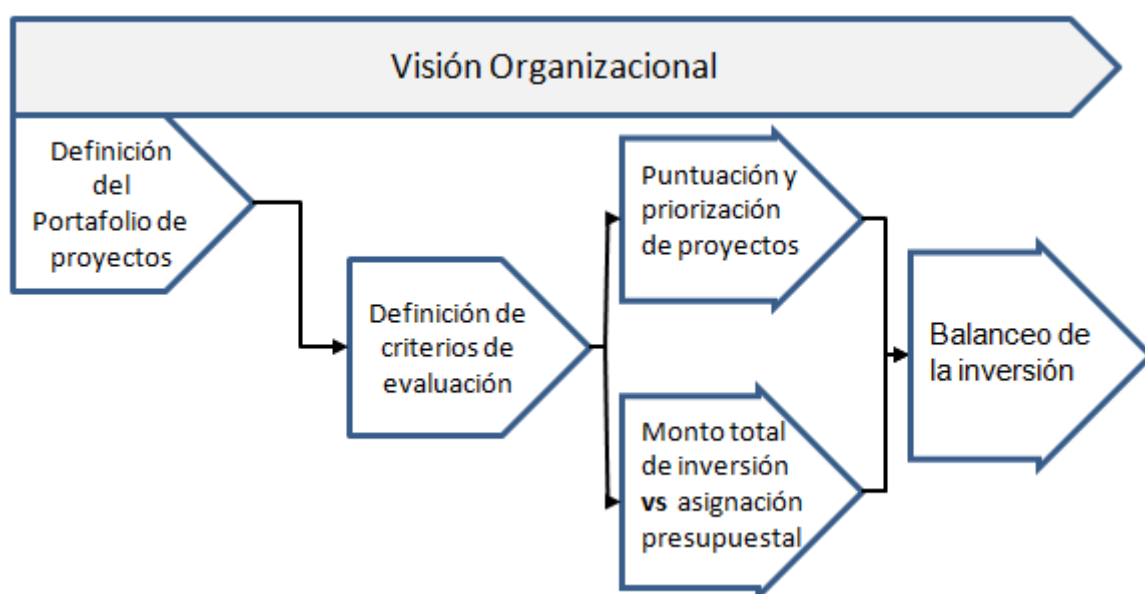 Visión Organizacional
Definición
del
Portafolio de
proyectos
Definición de
criterios de
evaluación
Puntuación y
priorización
de proyectos
Monto total
de inversión
vs asignación
presupuestal
Balanceo de
la inversión